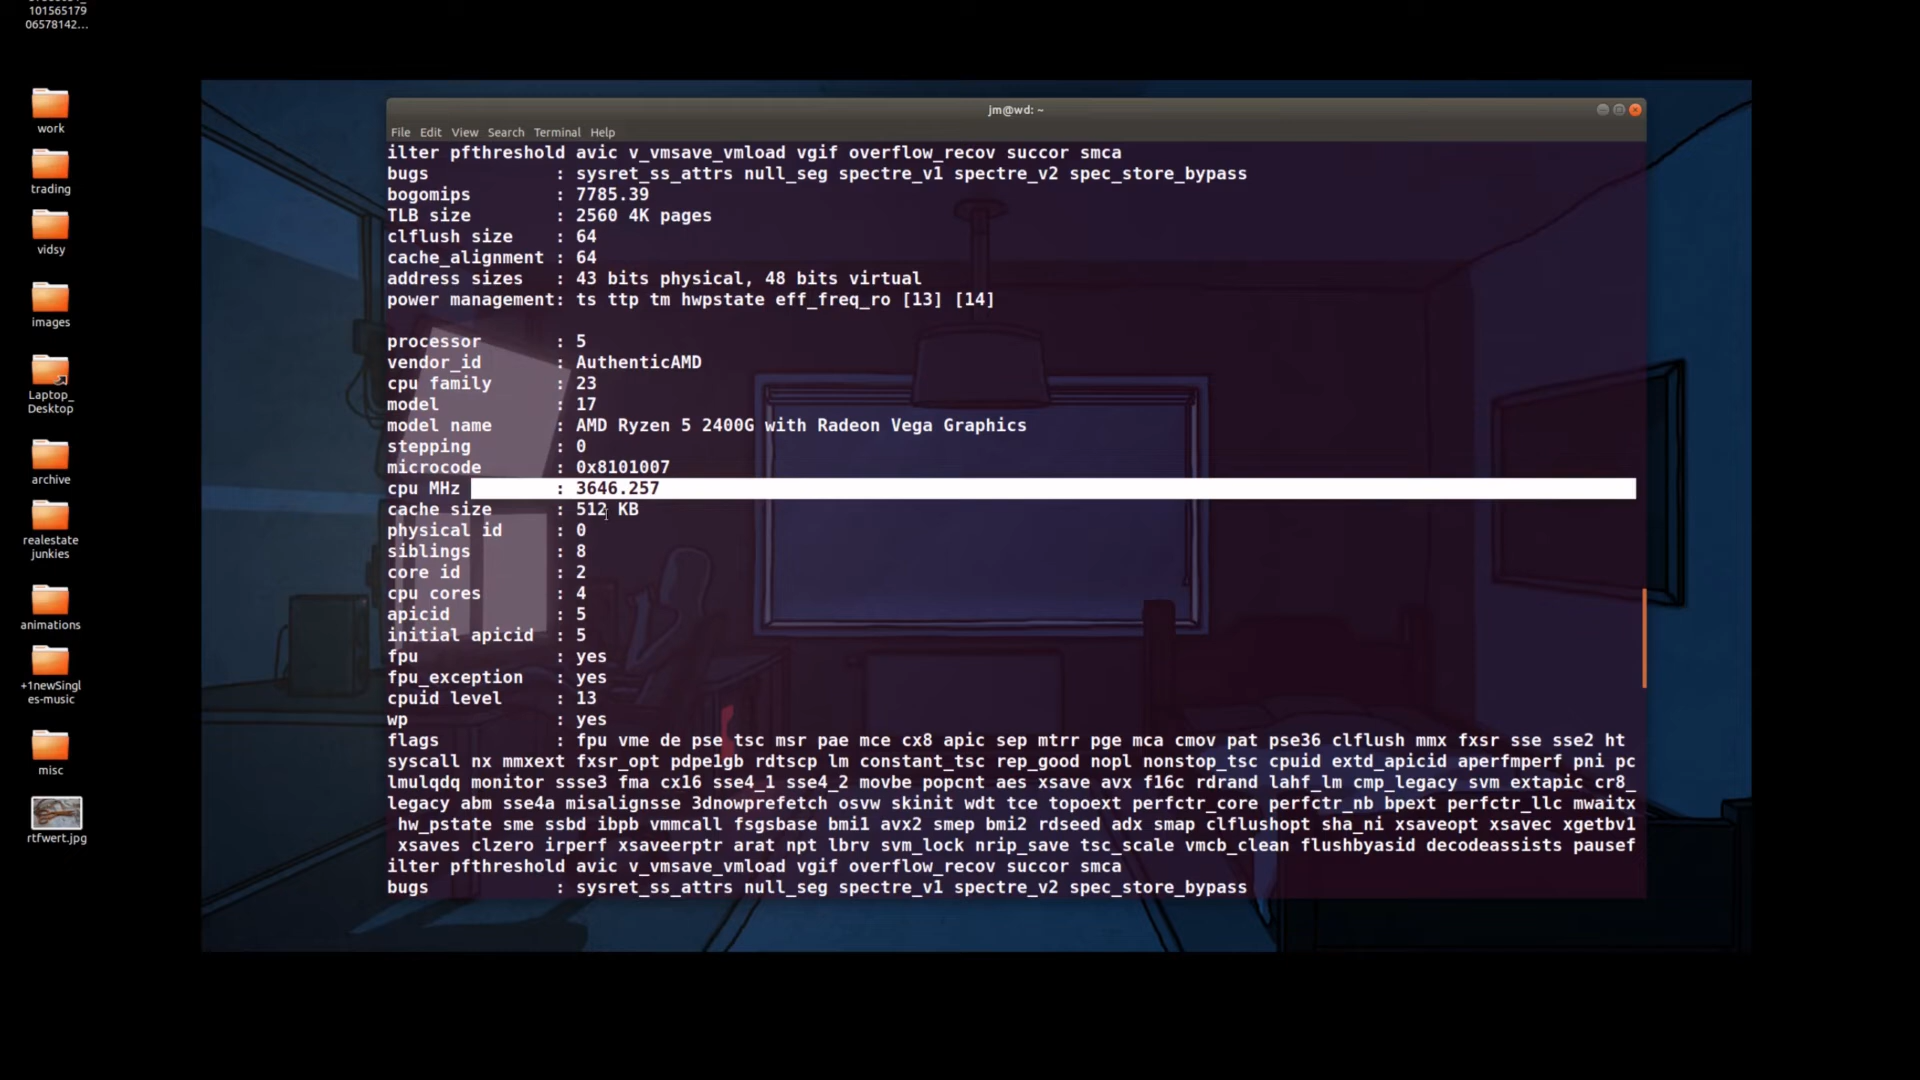 101565179
06578142...
work
trading
vidsy
images
Laptop_
Desktop
archive
realestate
junkies
animations
+1newSingl
es-music
misc
rtfwert.jpg
jm@wd: ~
File Edit View Search Terminal Help
ilter pfthreshold avic v_vmsave_vmload vgif overflow_recov succor smca
bugs : sysret_ss_attrs null_seg spectre_v1 spectre_v2 spec_store_bypass
bogomips : 7785.39
TLB size : 2560 4K pages
clflush size : 64
cache_alignment : 64
address sizes : 43 bits physical, 48 bits virtual
power management: ts ttp tm hwpstate eff_freq_ro [13] [14]
processor : 5
vendor_id : AuthenticAMD
cpu family : 23
model : 17
model name : AMD Ryzen 5 2400G with Radeon Vega Graphics
stepping : 0
microcode : 0x8101007
cpu MHz : 3646.257
cache size : 512 KB
physical id : 0
siblings : 8
core id : 2
cpu cores : 4
apicid : 5
initial apicid : 5
fpu : yes
fpu_exception : yes
cpuid level : 13
wp : yes
flags : fpu vme de pse tsc msr pae mce cx8 apic sep mtrr pge mca cmov pat pse36 clflush mmx fxsr sse sse2 ht
syscall nx mmxext fxsr_opt pdpe1gb rdtscp lm constant_tsc rep_good nopl nonstop_tsc cpuid extd_apicid aperfmperf pni pc
lmulqdq monitor ssse3 fma cx16 sse4_1 sse4_2 movbe popcnt aes xsave avx f16c rdrand lahf_lm cmp_legacy svm extapic cr8_
legacy abm sse4a misalignsse 3dnowprefetch osvw skinit wdt tce topoext perfctr_core perfctr_nb bpext perfctr_llc mwaitx
hw_pstate sme ssbd ibpb vmmcall fsgsbase bmi1 avx2 smep bmi2 rdseed adx smap clflushopt sha_ni xsaveopt xsavec xgetbv1
xsaves clzero irperf xsaveerptr arat npt lbrv svm_lock nrip_save tsc_scale vmcb_clean flushbyasid decodeassists pausef
ilter pfthreshold avic v_vmsave_vmload vgif overflow_recov succor smca
bugs : sysret_ss_attrs null_seg spectre_v1 spectre_v2 spec_store_bypass